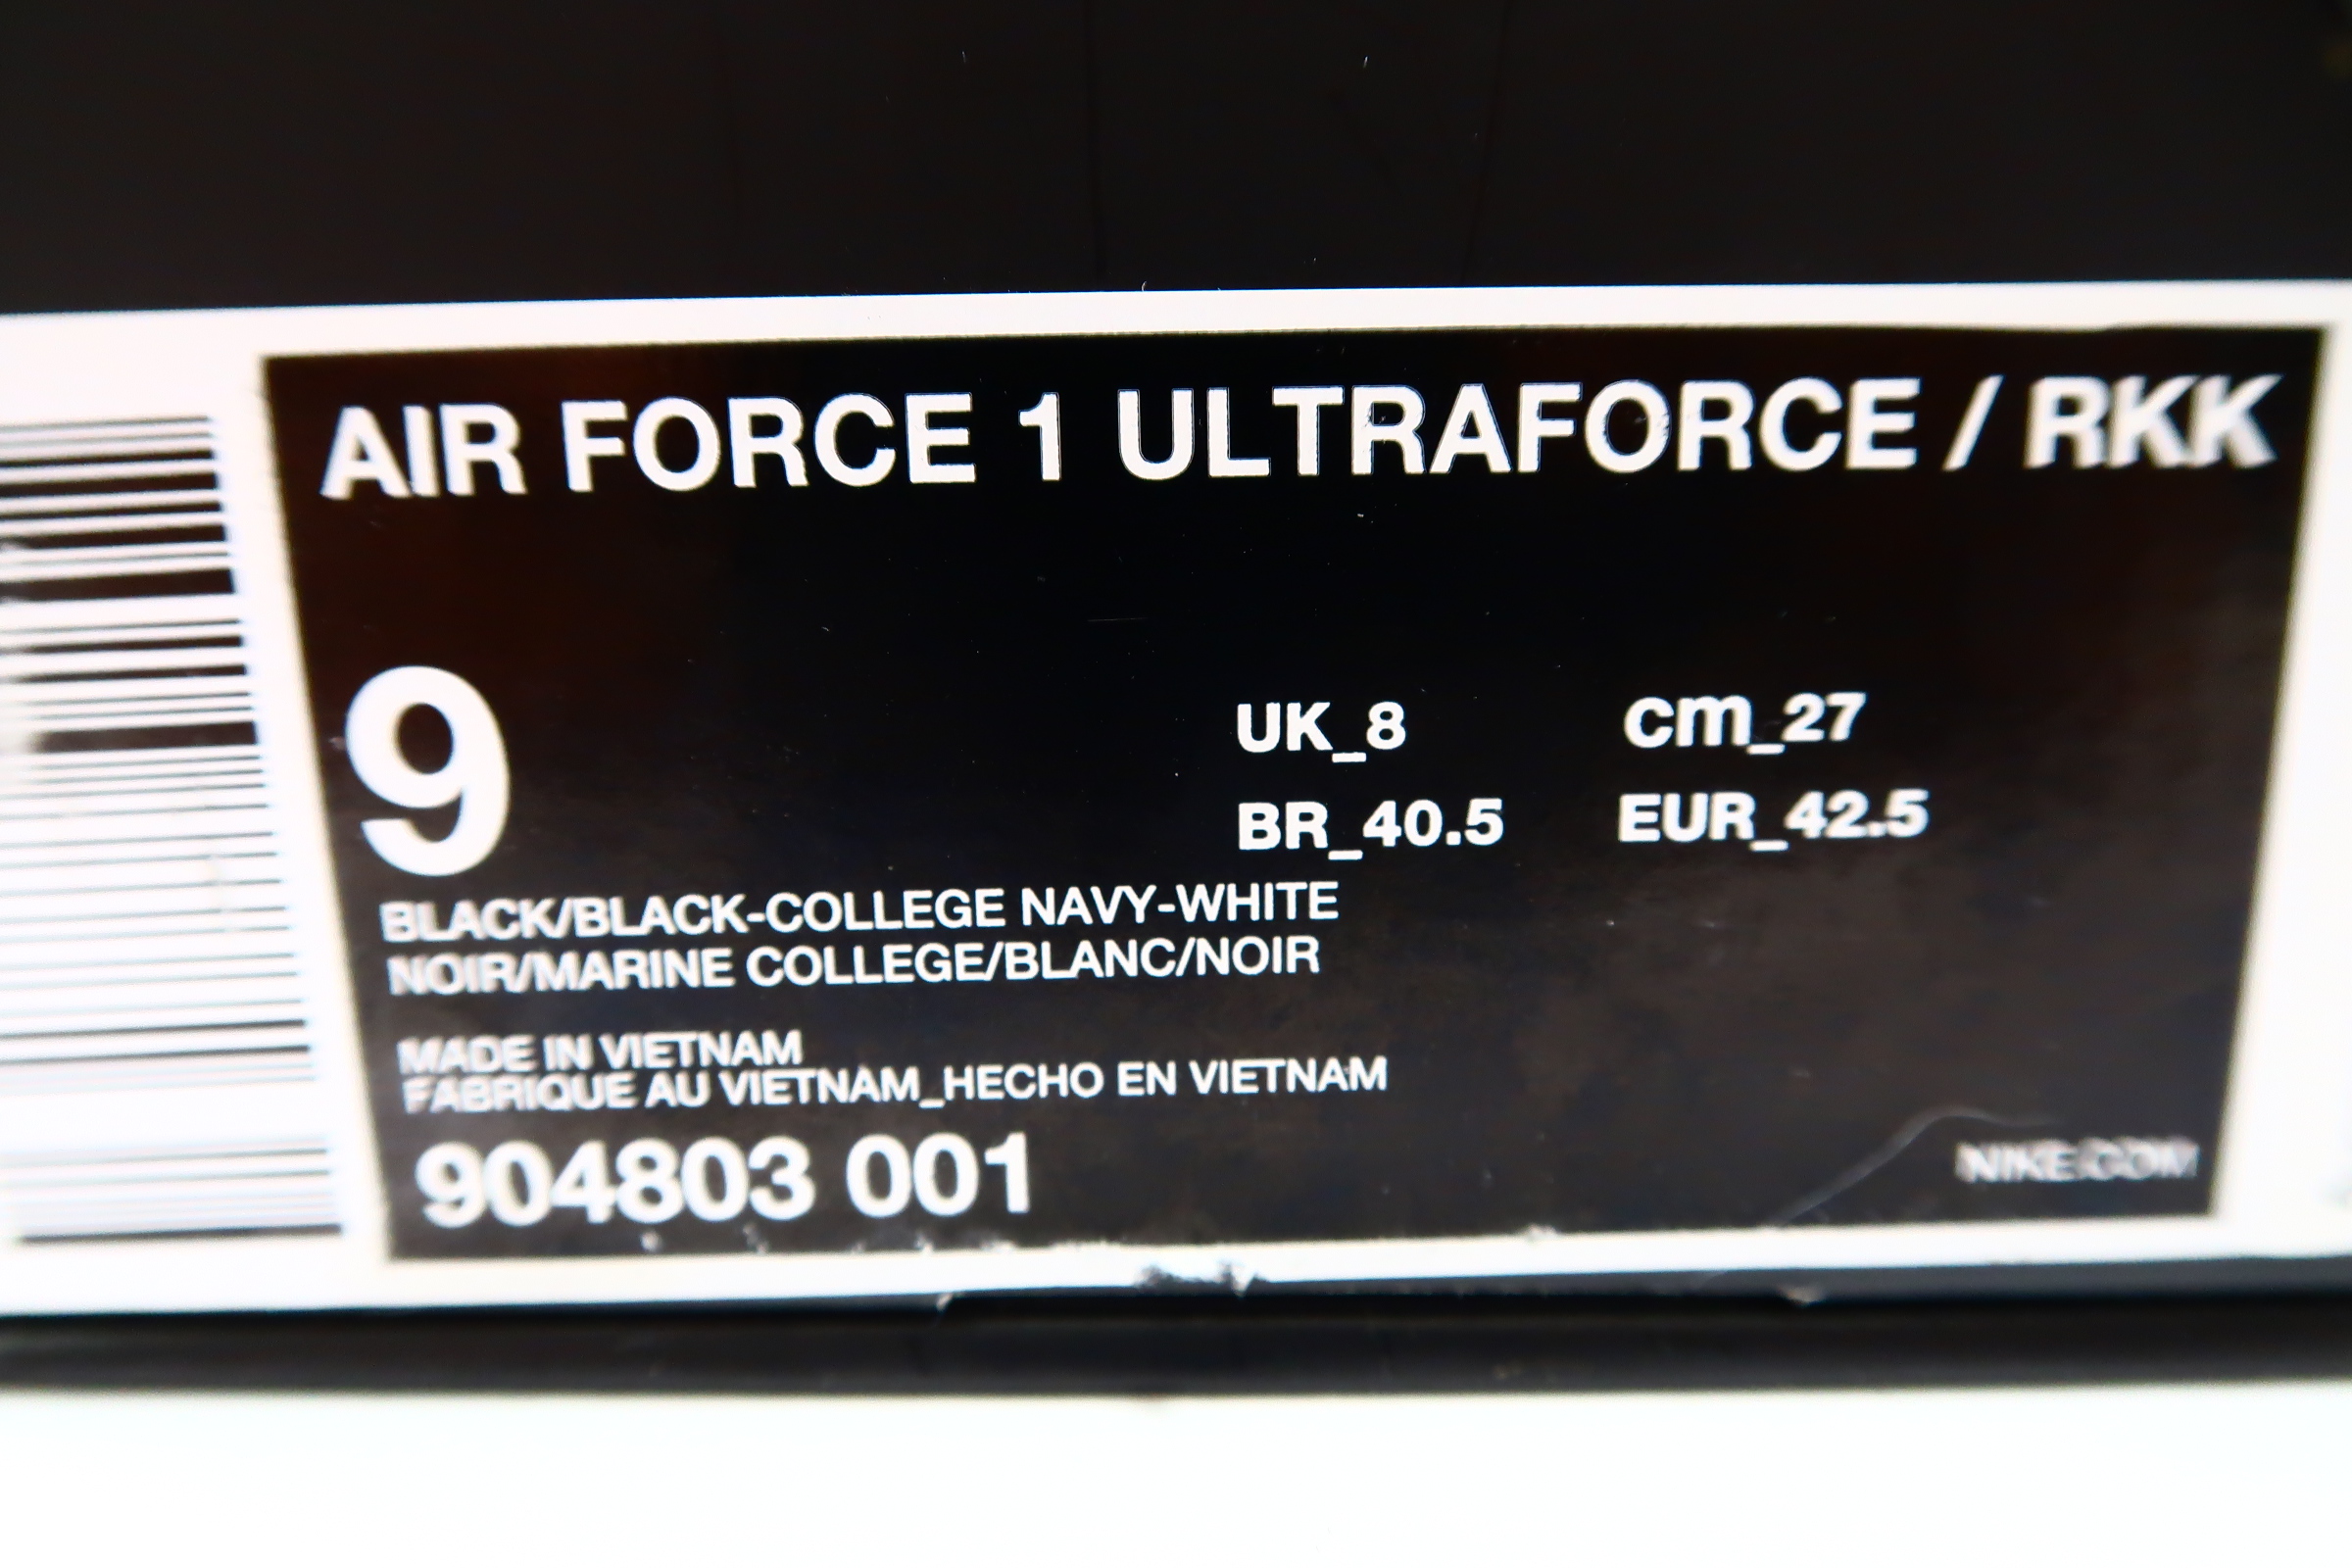 AIR FORCE 1 ULTRAFORCE / RKK
9
UK_8 cm_27
BR_40.5 EUR_42.5
BLACK/BLACK-COLLEGE NAVY-WHITE
NOIR/MARINE COLLEGE/BLANC/NOIR
MADE IN VIETNAM
FABRIQUE AU VIETNAM_HECHO EN VIETNAM
904803 001
NIKE.COM